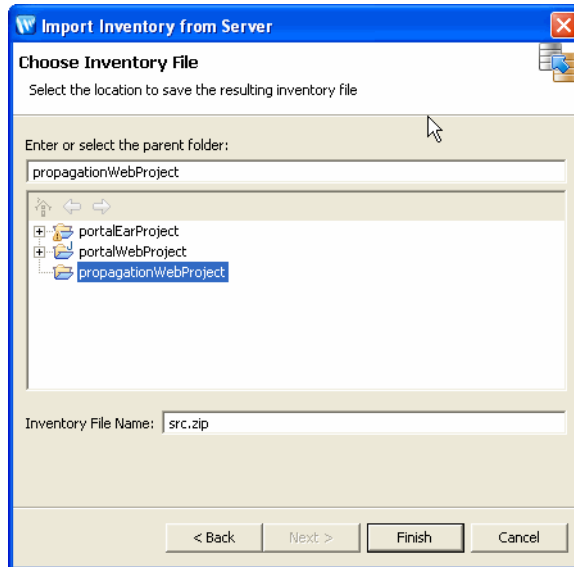 Import Inventory from Server
Choose Inventory File
Select the location to save the resulting inventory file
Enter or select the parent folder:
propagationWebProject
portalEarProject
portalWebProject
propagationWebProject
Inventory File Name: src.zip
< Back Next > Finish Cancel